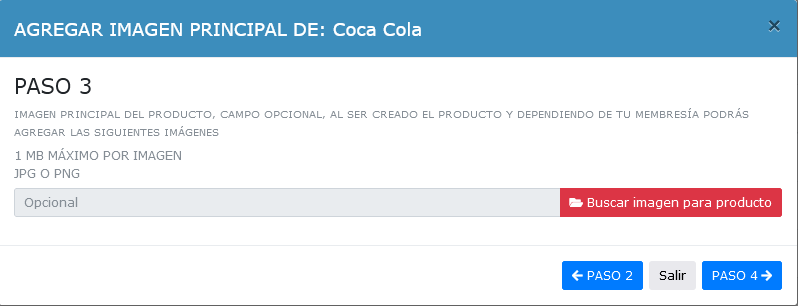 AGREGAR IMAGEN PRINCIPAL DE: Coca Cola
×
PASO 3
IMAGEN PRINCIPAL DEL PRODUCTO, CAMPO OPCIONAL, AL SER CREADO EL PRODUCTO Y DEPENDIENDO DE TU MEMBRESÍA PODRÁS
AGREGAR LAS SIGUIENTES IMÁGENES
1 MB MÁXIMO POR IMAGEN
JPG O PNG
Opcional
Buscar imagen para producto
PASO 2
Salir
PASO 4